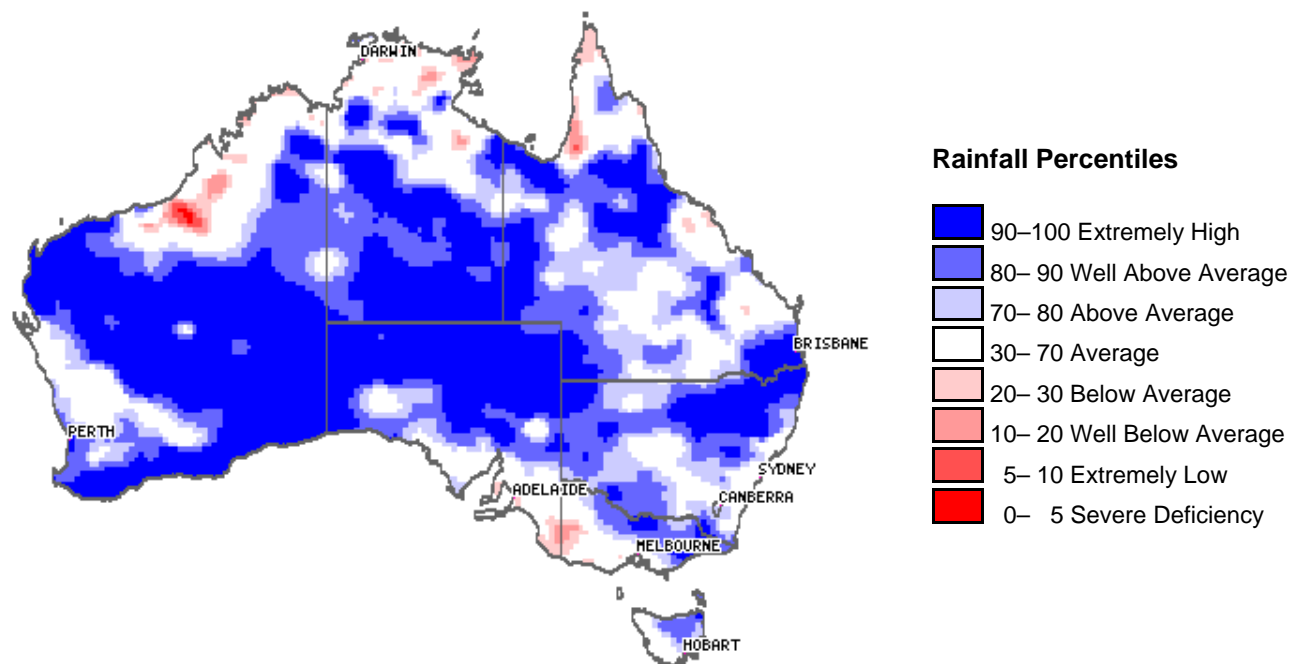 DARWIN
BRISBANE
PERTH
SYDNEY
ADELAIDE
CANBERRA
MELBOURNE
HOBART
Rainfall Percentiles
90– 100 Extremely High
80– 90 Well Above Average
70– 80 Above Average
30– 70 Average
20– 30 Below Average
10– 20 Well Below Average
5– 10 Extremely Low
0– 5 Severe Deficiency